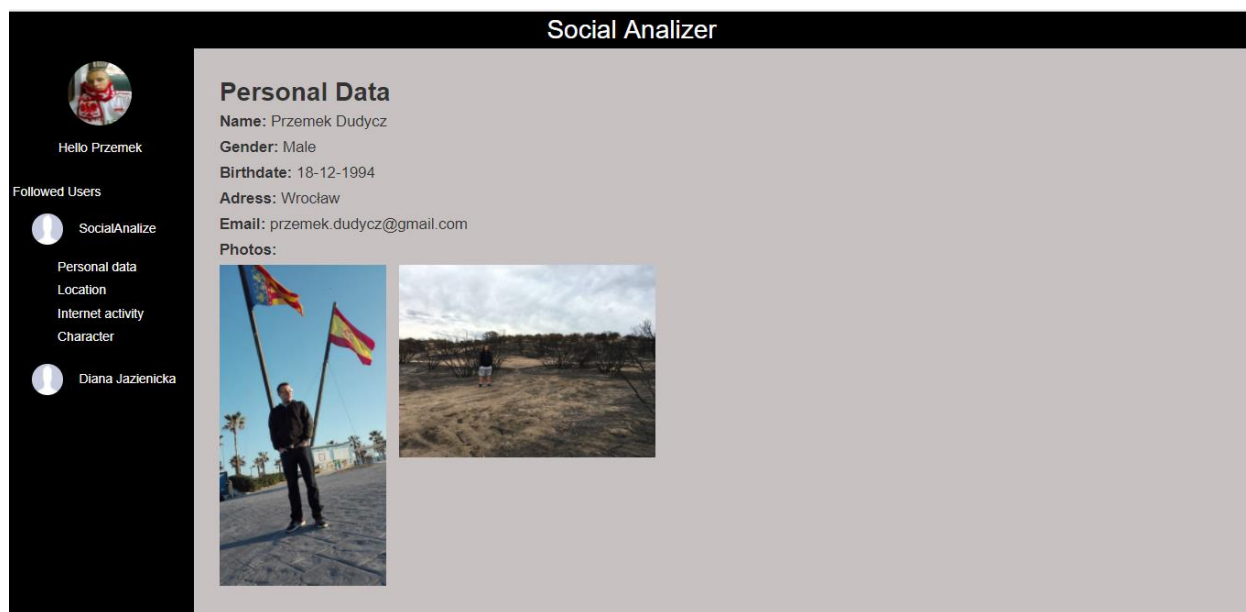 Social Analizer
Hello Przemek
Followed Users
SocialAnalize
Personal data
Location
Internet activity
Character
Diana Jazienicka
Personal Data
Name: Przemek Dudycz
Gender: Male
Birthdate: 18-12-1994
Adress: Wrocław
Email: przemek.dudycz@gmail.com
Photos: